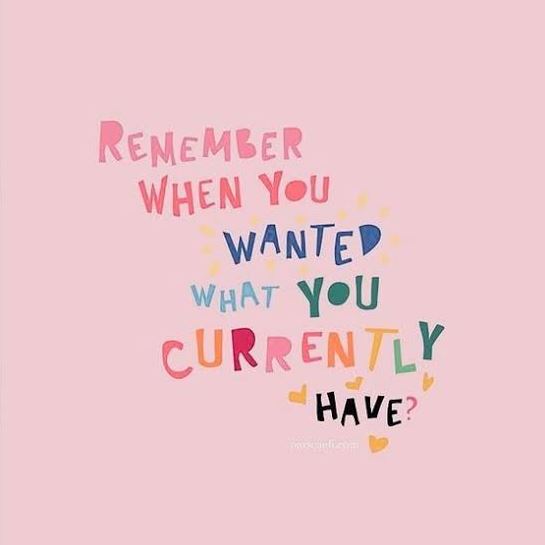 REMEMBER
WHEN YOU
WANTED
WHAT YOU
CURRENTLY
HAVE?